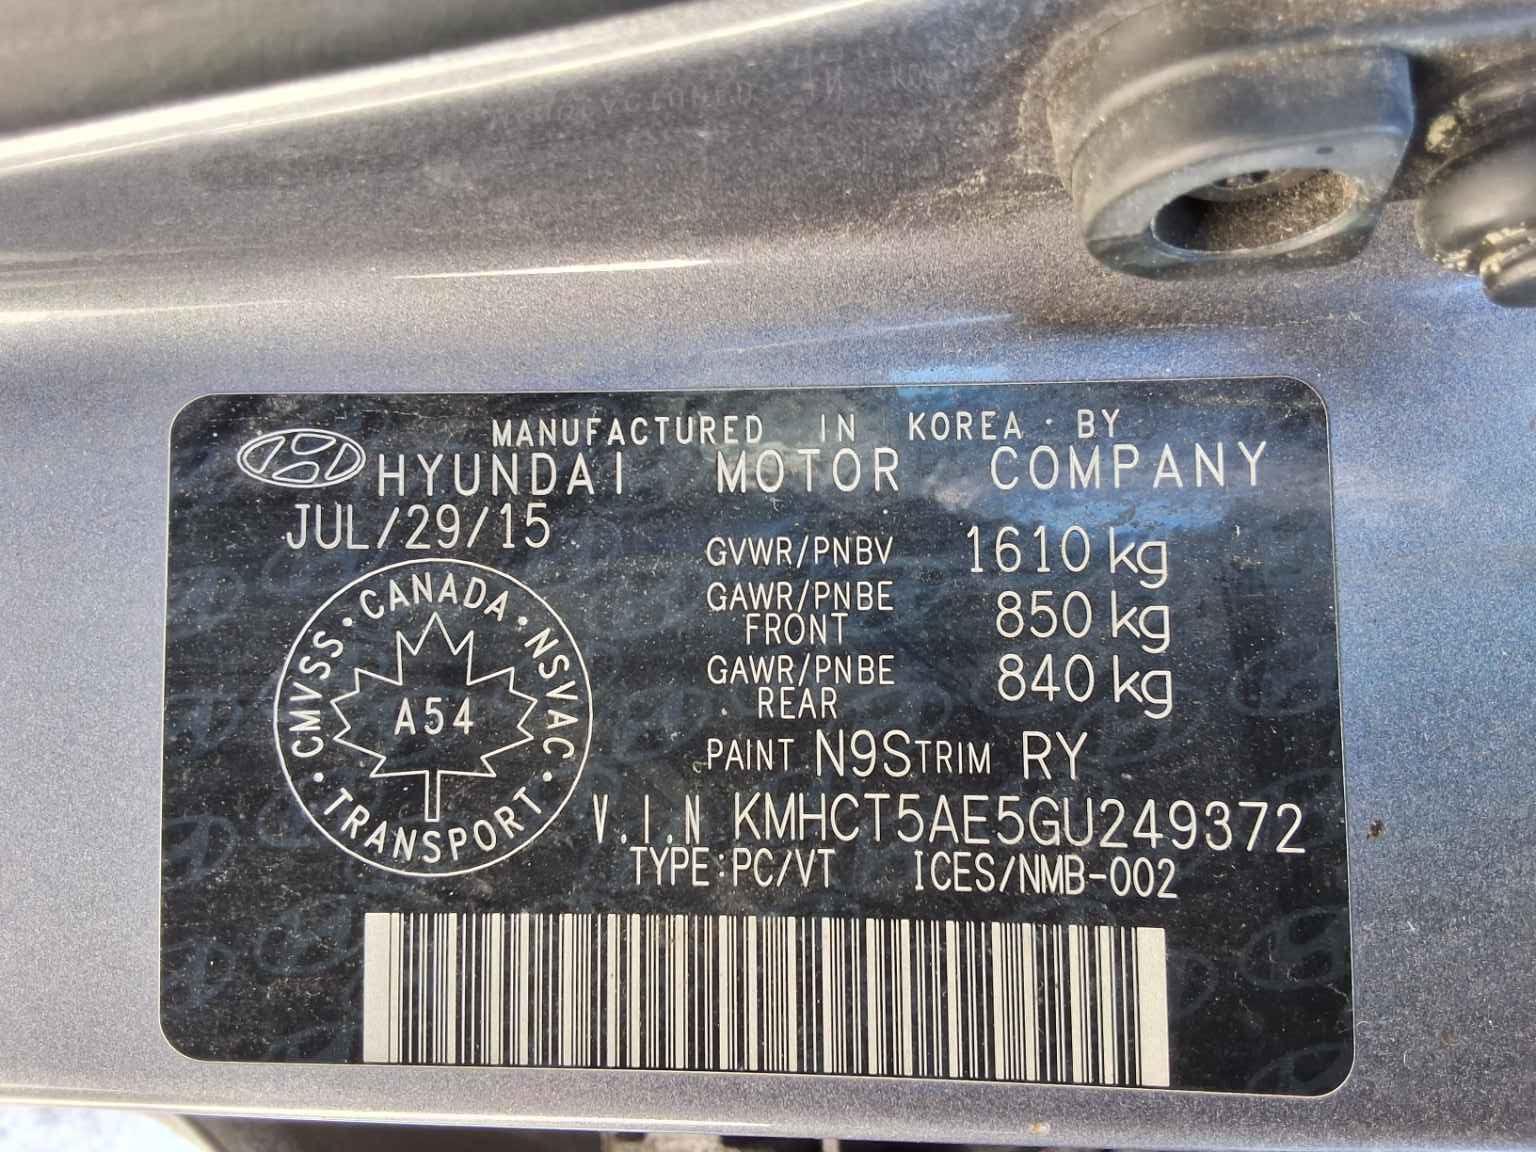 MANUFACTURED IN KOREA · BY
HYUNDAI MOTOR COMPANY
JUL/29/15
GVWR/PNBV 1610 kg
GAWR/PNBE FRONT 850 kg
GAWR/PNBE REAR 840 kg
PAINT N9S TRIM RY
V.I.N KMHCT5AE5GU249372
TYPE:PC/VT ICES/NMB-002
CMVSS · CANADA · NSVAC · TRANSPORT ·
A54